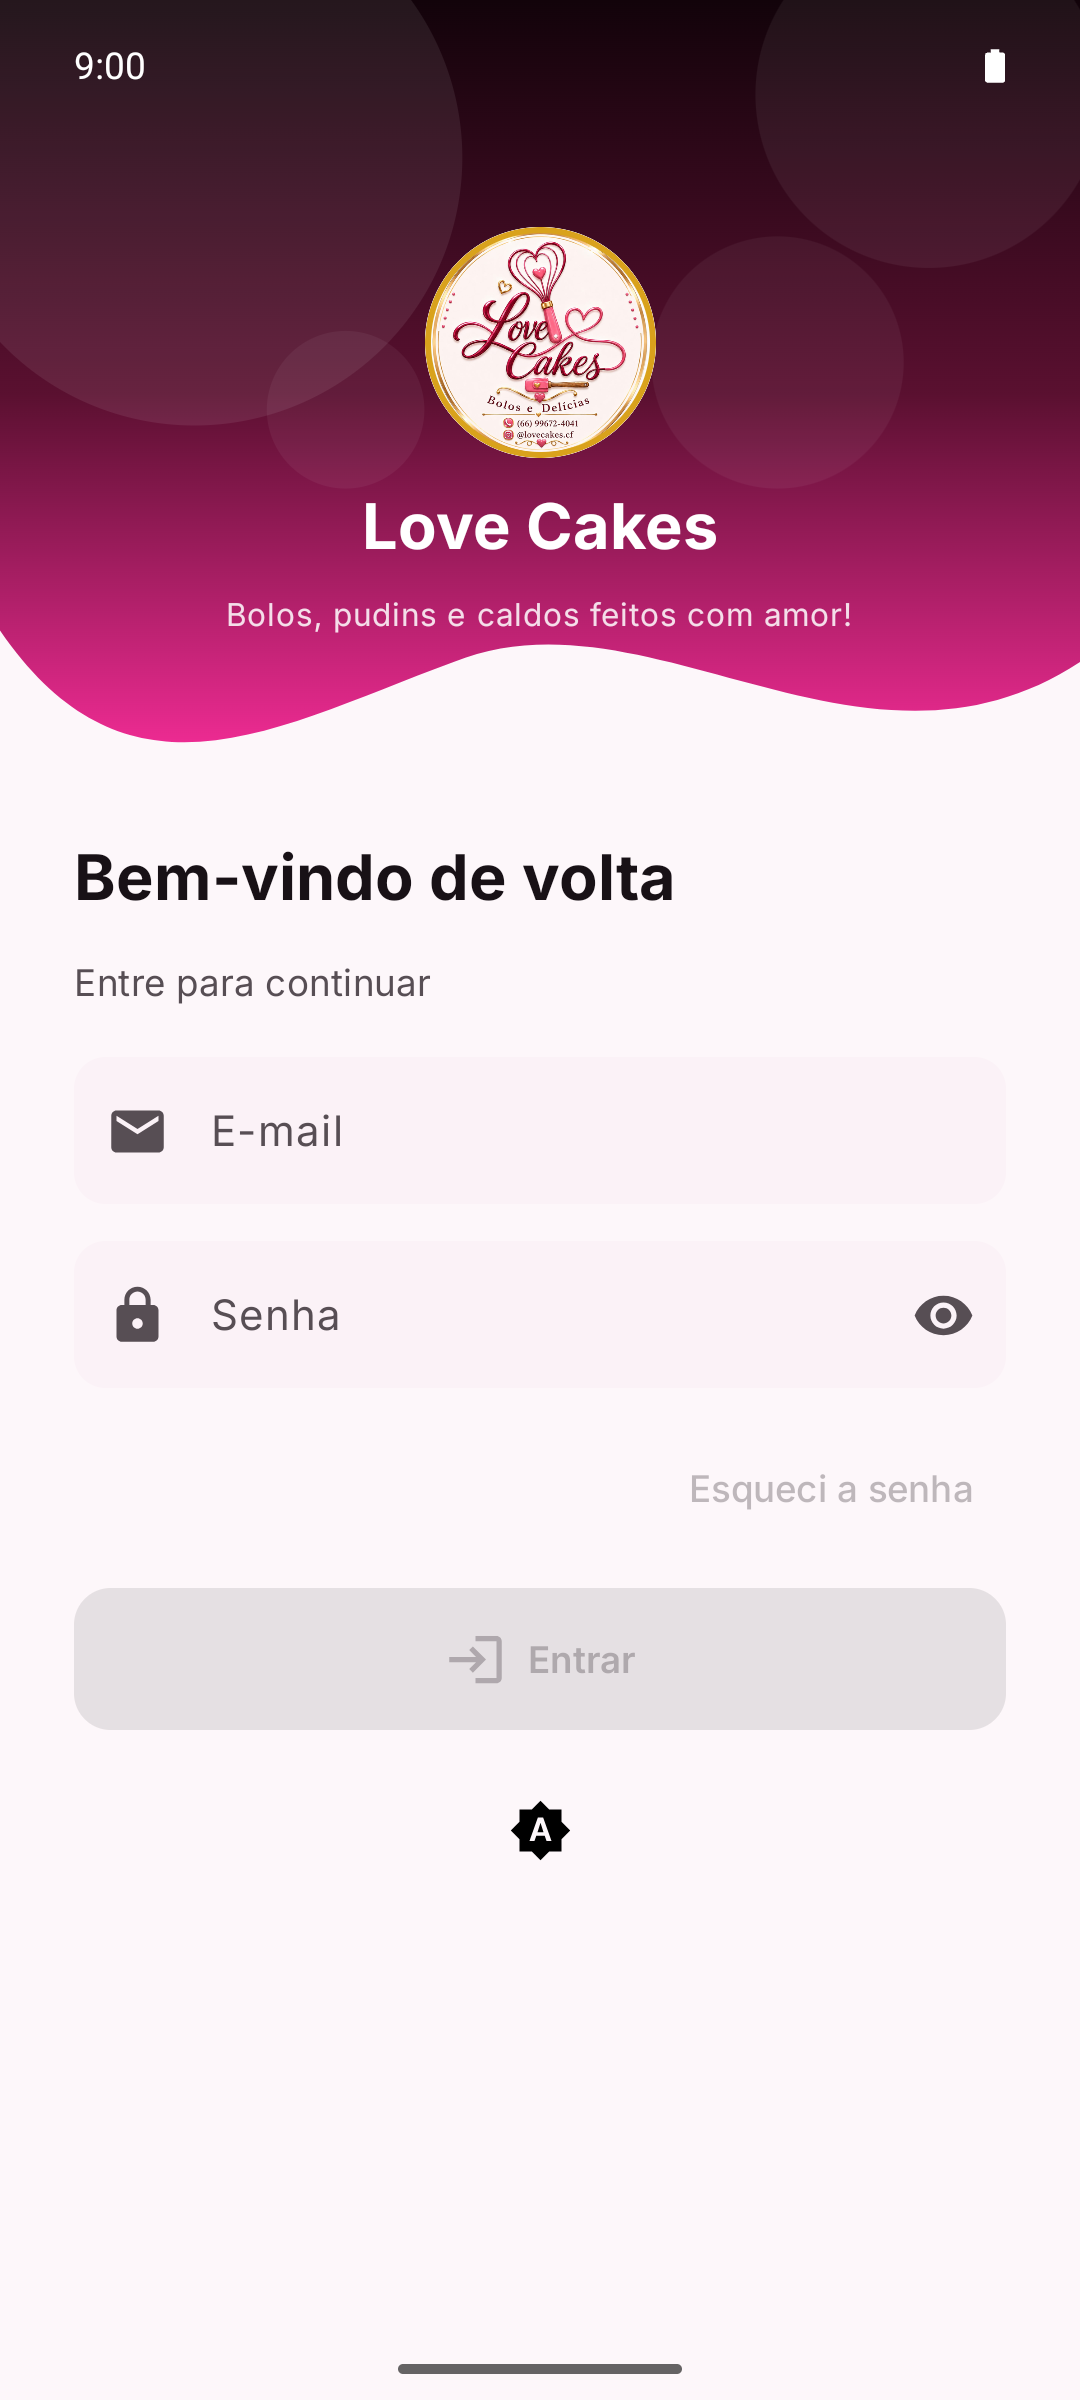 9:00
Love
Cakes
Bolos e Delícias
(66) 99672-4041
@lovecakes.cf
Love Cakes
Bolos, pudins e caldos feitos com amor!
Bem-vindo de volta
Entre para continuar
E-mail
Senha
Esqueci a senha
Entrar
A